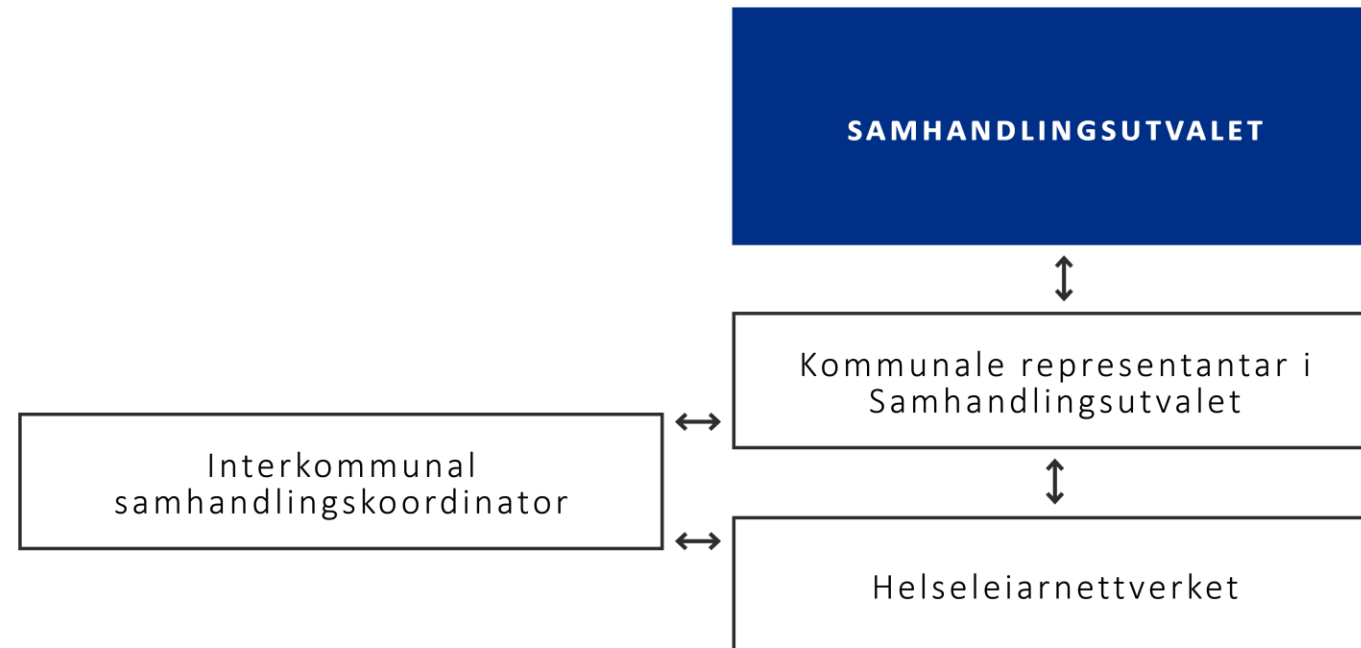 SAMHANDLINGSUTVALET
Kommunale representantar i
Samhandlingsutvalet
Interkommunal
samhandlingskoordinator
Helseleiarnettverket